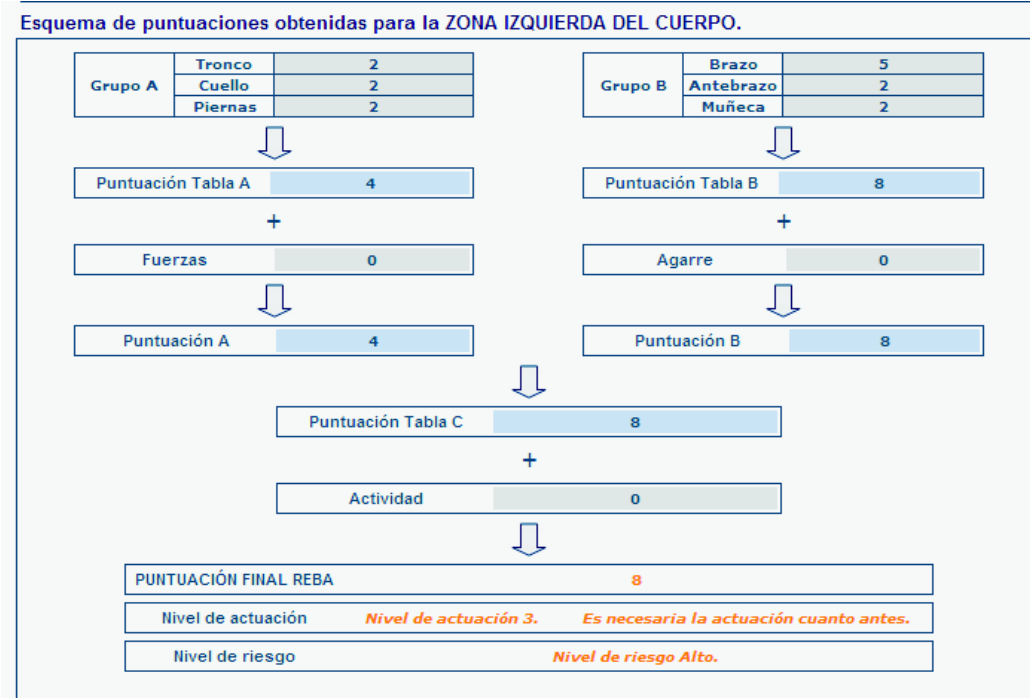 Esquema de puntuaciones obtenidas para la ZONA IZQUIERDA DEL CUERPO.
Grupo A
Tronco 2
Cuello 2
Piernas 2
Grupo B
Brazo 5
Antebrazo 2
Muñeca 2
Puntuación Tabla A 4
Puntuación Tabla B 8
+
+
Fuerzas 0
Agarre 0
Puntuación A 4
Puntuación B 8
Puntuación Tabla C 8
+
Actividad 0
PUNTUACIÓN FINAL REBA 8
Nivel de actuación Nivel de actuación 3. Es necesaria la actuación cuanto antes.
Nivel de riesgo Nivel de riesgo Alto.